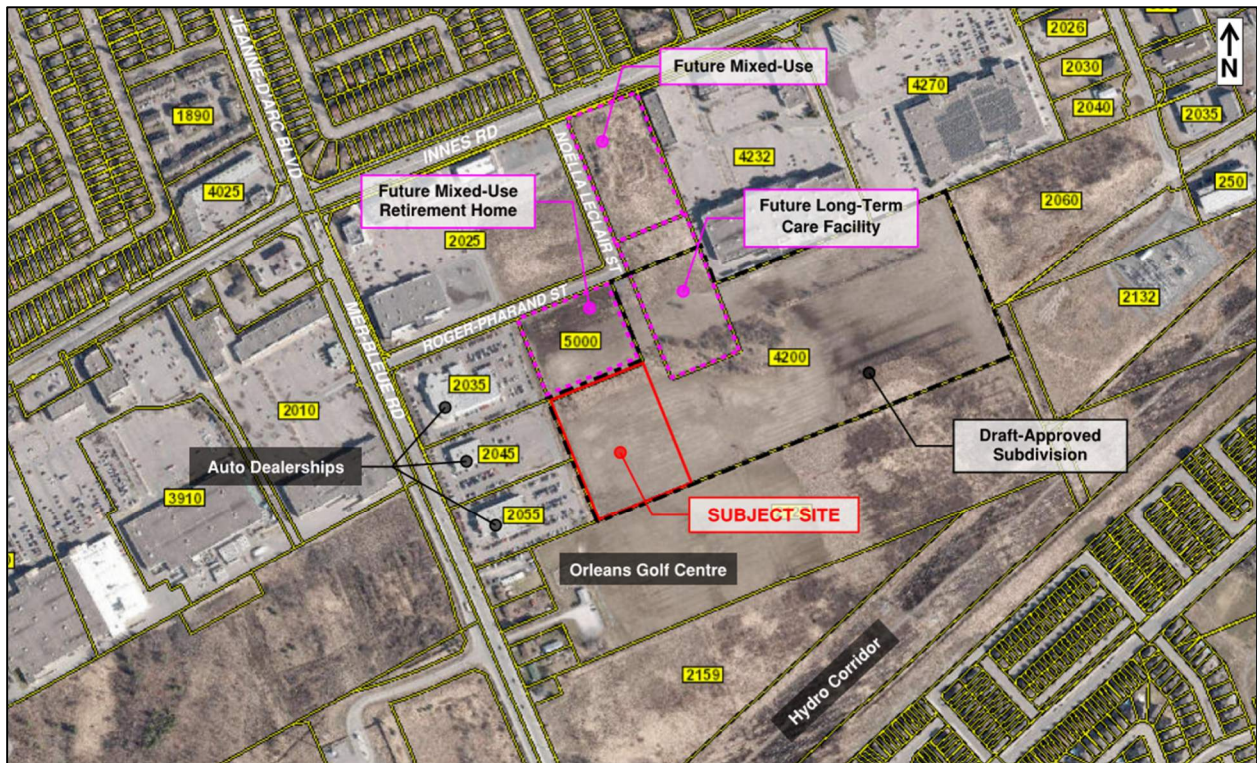 2026
N
Future Mixed-Use
2030
4270
2040
2035
1890
JEANNE D'ARC BLVD
INNES RD
NOELLA LECLAIR ST
4232
4025
250
Future Mixed-Use
Retirement Home
Future Long-Term
Care Facility
2060
2025
ROGER-PHARAND ST
2132
MER-BLEUE RD
5000
4200
2035
2010
Auto Dealerships
2045
Draft-Approved
Subdivision
3910
2055
SUBJECT SITE
Orleans Golf Centre
2159
Hydro Corridor